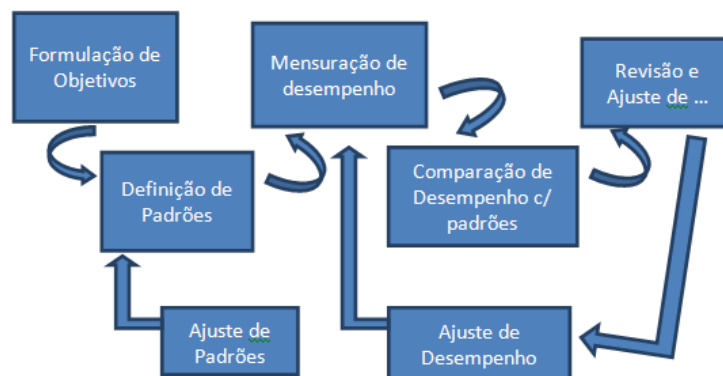 Formulação de
Objetivos
Mensuração de
desempenho
Revisão e
Ajuste de ...
Definição de
Padrões
Comparação de
Desempenho c/
padrões
Ajuste de
Padrões
Ajuste de
Desempenho